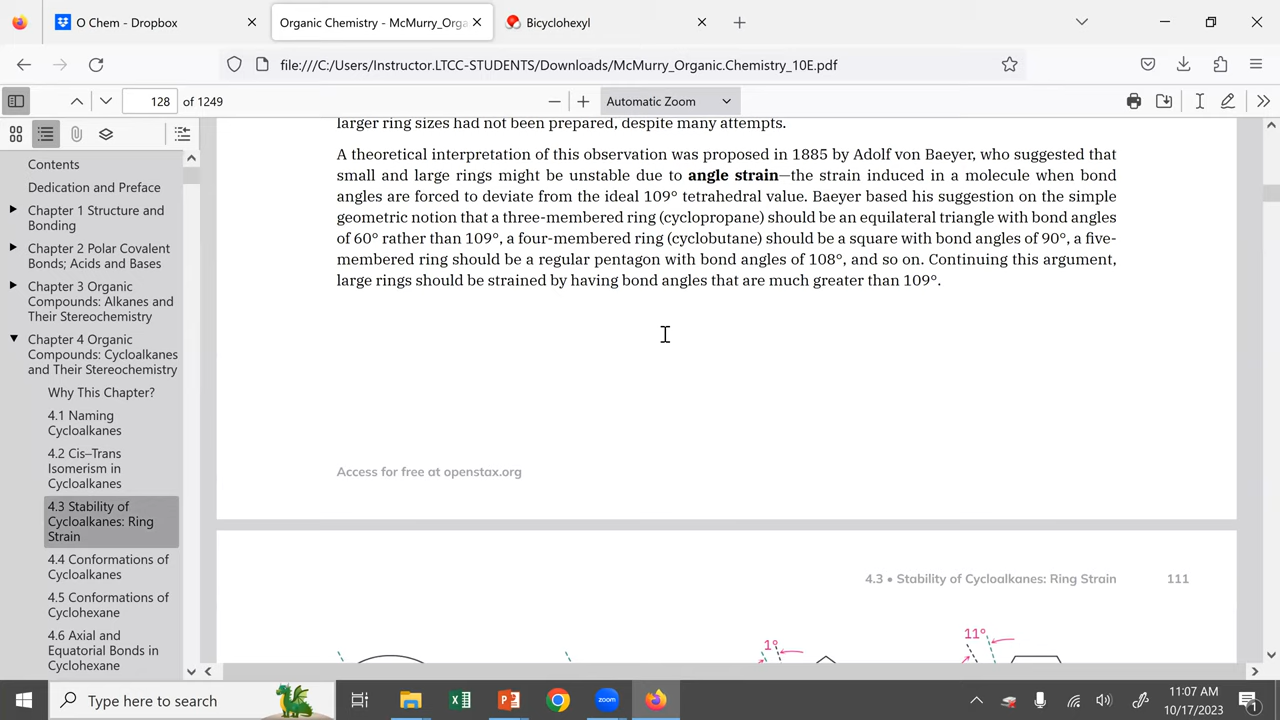 O Chem - Dropbox
Organic Chemistry - McMurry_Orga
Bicyclohexyl
file:///C:/Users/Instructor.LTCC-STUDENTS/Downloads/McMurry_Organic.Chemistry_10E.pdf
128 of 1249
Automatic Zoom
Contents
Dedication and Preface
Chapter 1 Structure and
Bonding
Chapter 2 Polar Covalent
Bonds; Acids and Bases
Chapter 3 Organic
Compounds: Alkanes and
Their Stereochemistry
Chapter 4 Organic
Compounds: Cycloalkanes
and Their Stereochemistry
Why This Chapter?
4.1 Naming
Cycloalkanes
4.2 Cis–Trans
Isomerism in
Cycloalkanes
4.3 Stability of
Cycloalkanes: Ring
Strain
4.4 Conformations of
Cycloalkanes
4.5 Conformations of
Cyclohexane
4.6 Axial and
Equatorial Bonds in
Cyclohexane
larger ring sizes had not been prepared, despite many attempts.
A theoretical interpretation of this observation was proposed in 1885 by Adolf von Baeyer, who suggested that
small and large rings might be unstable due to angle strain—the strain induced in a molecule when bond
angles are forced to deviate from the ideal 109° tetrahedral value. Baeyer based his suggestion on the simple
geometric notion that a three-membered ring (cyclopropane) should be an equilateral triangle with bond angles
of 60° rather than 109°, a four-membered ring (cyclobutane) should be a square with bond angles of 90°, a five-
membered ring should be a regular pentagon with bond angles of 108°, and so on. Continuing this argument,
large rings should be strained by having bond angles that are much greater than 109°.
Access for free at openstax.org
4.3 • Stability of Cycloalkanes: Ring Strain 111
1°
11°
Type here to search
11:07 AM
10/17/2023
1